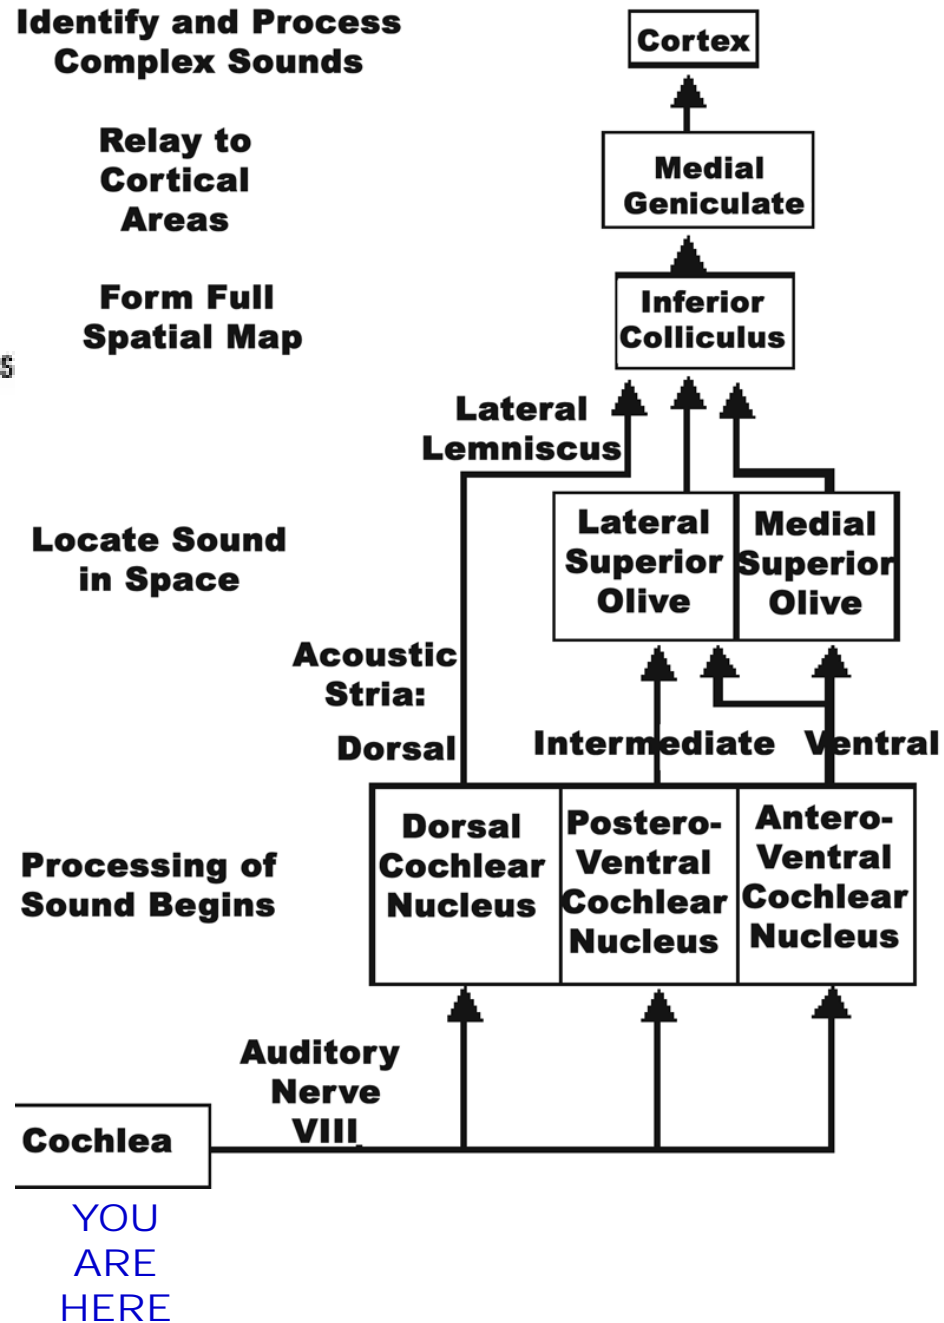 Identify and Process
Complex Sounds
Cortex
Relay to
Cortical
Areas
Medial
Geniculate
Form Full
Spatial Map
Inferior
Colliculus
s
Lateral
Lemniscus
Locate Sound
in Space
Lateral
Superior
Olive
Medial
Superior
Olive
Acoustic
Stria:
Dorsal
Intermediate
Ventral
Processing of
Sound Begins
Dorsal
Cochlear
Nucleus
Postero-
Ventral
Cochlear
Nucleus
Antero-
Ventral
Cochlear
Nucleus
Auditory
Nerve
VIII
Cochlea
YOU
ARE
HERE